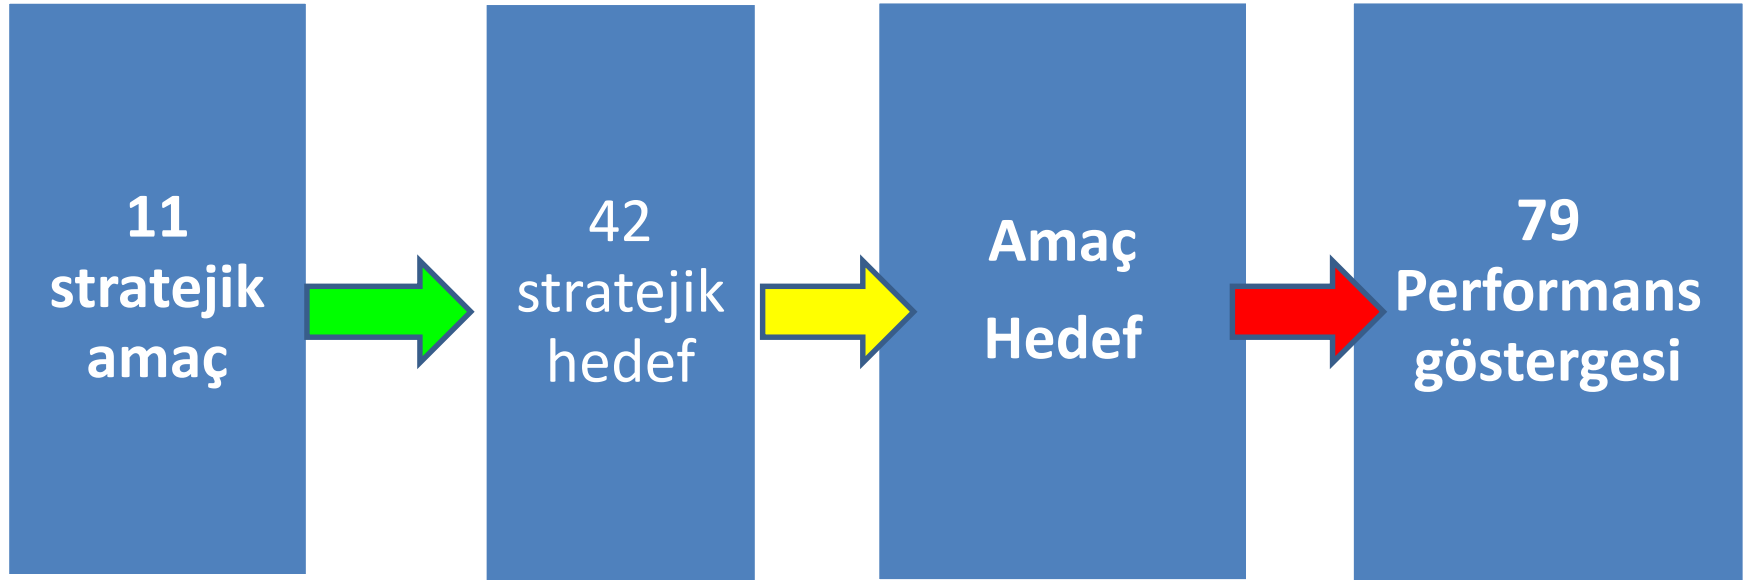 11
stratejik
amaç
42
stratejik
hedef
Amaç
Hedef
79
Performans
göstergesi